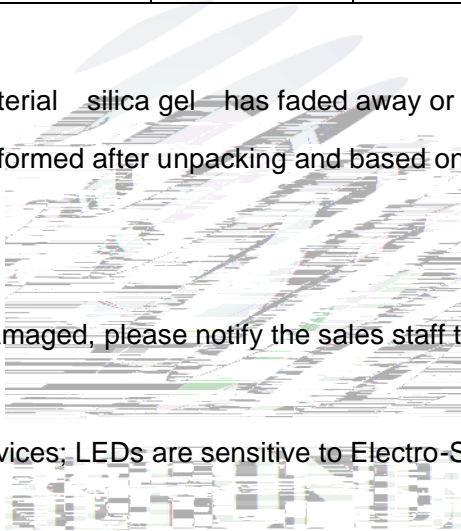 terial silica gel has faded away or
formed after unpacking and based on
maged, please notify the sales staff t
vices; LEDs are sensitive to Electro-S